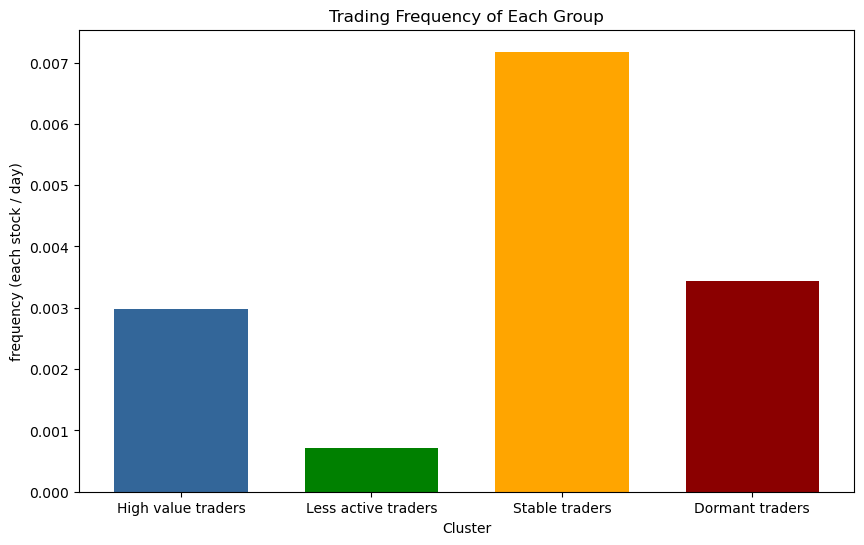 Trading Frequency of Each Group
frequency (each stock / day)
0.007
0.006
0.005
0.004
0.003
0.002
0.001
0.000
High value traders
Less active traders
Stable traders
Dormant traders
Cluster